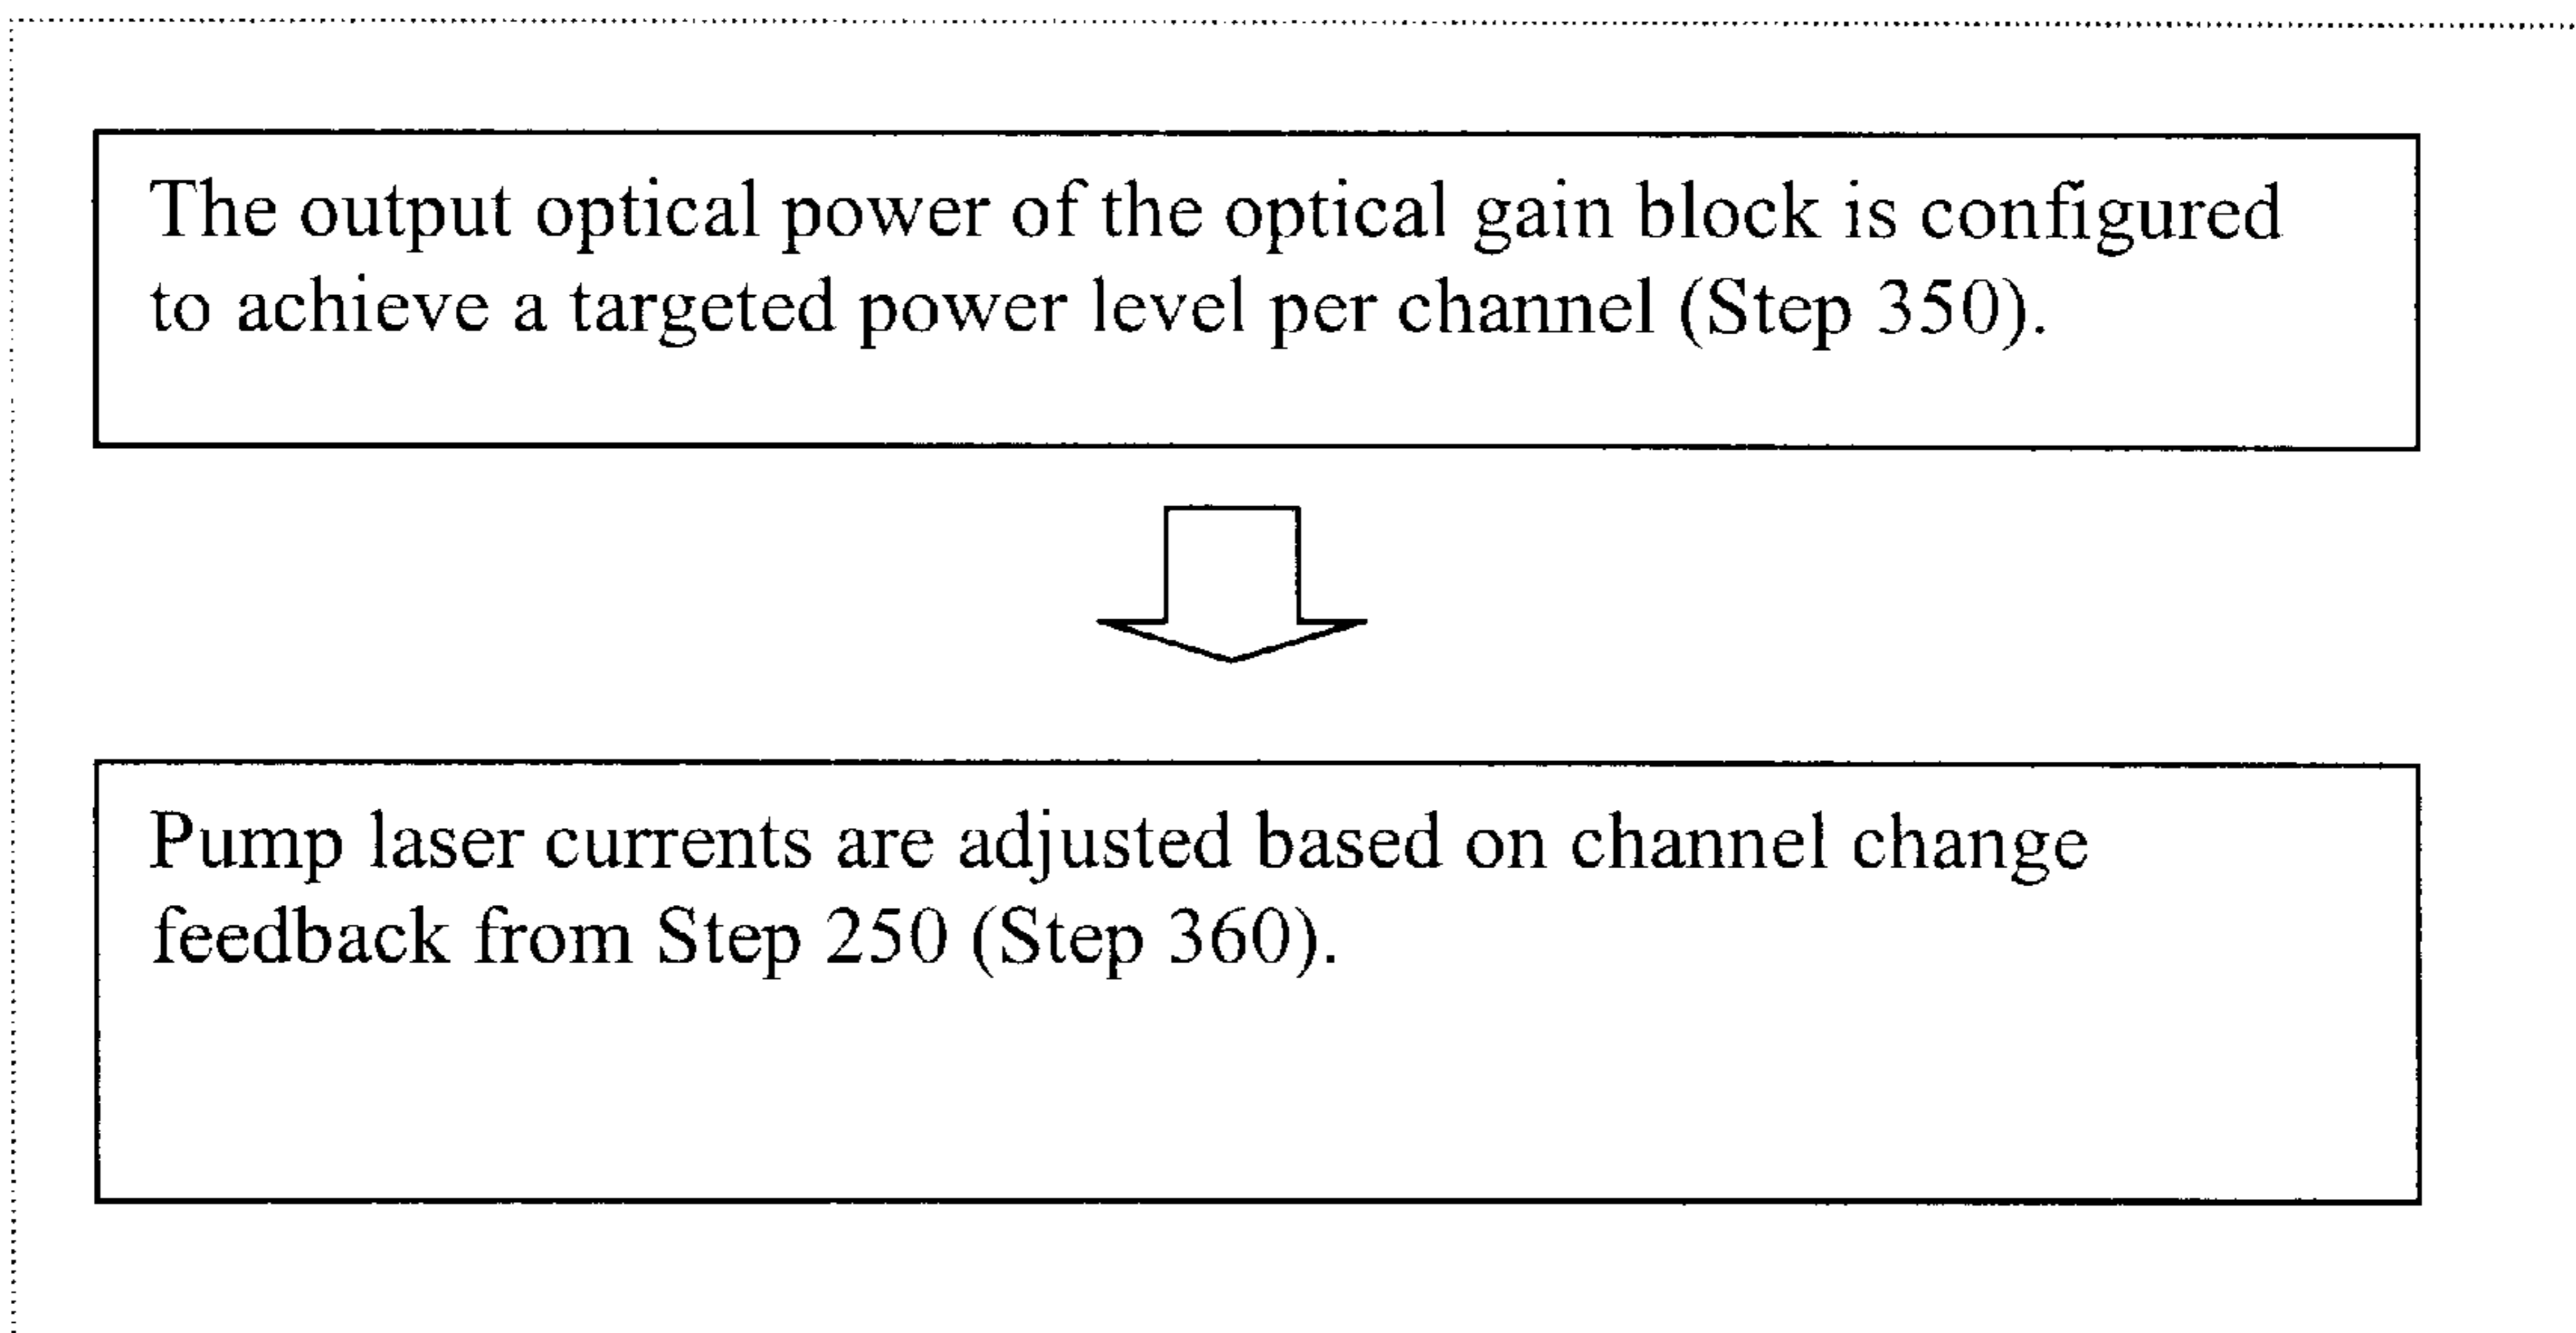 The output optical power of the optical gain block is configured
to achieve a targeted power level per channel (Step 350).
Pump laser currents are adjusted based on channel change
feedback from Step 250 (Step 360).